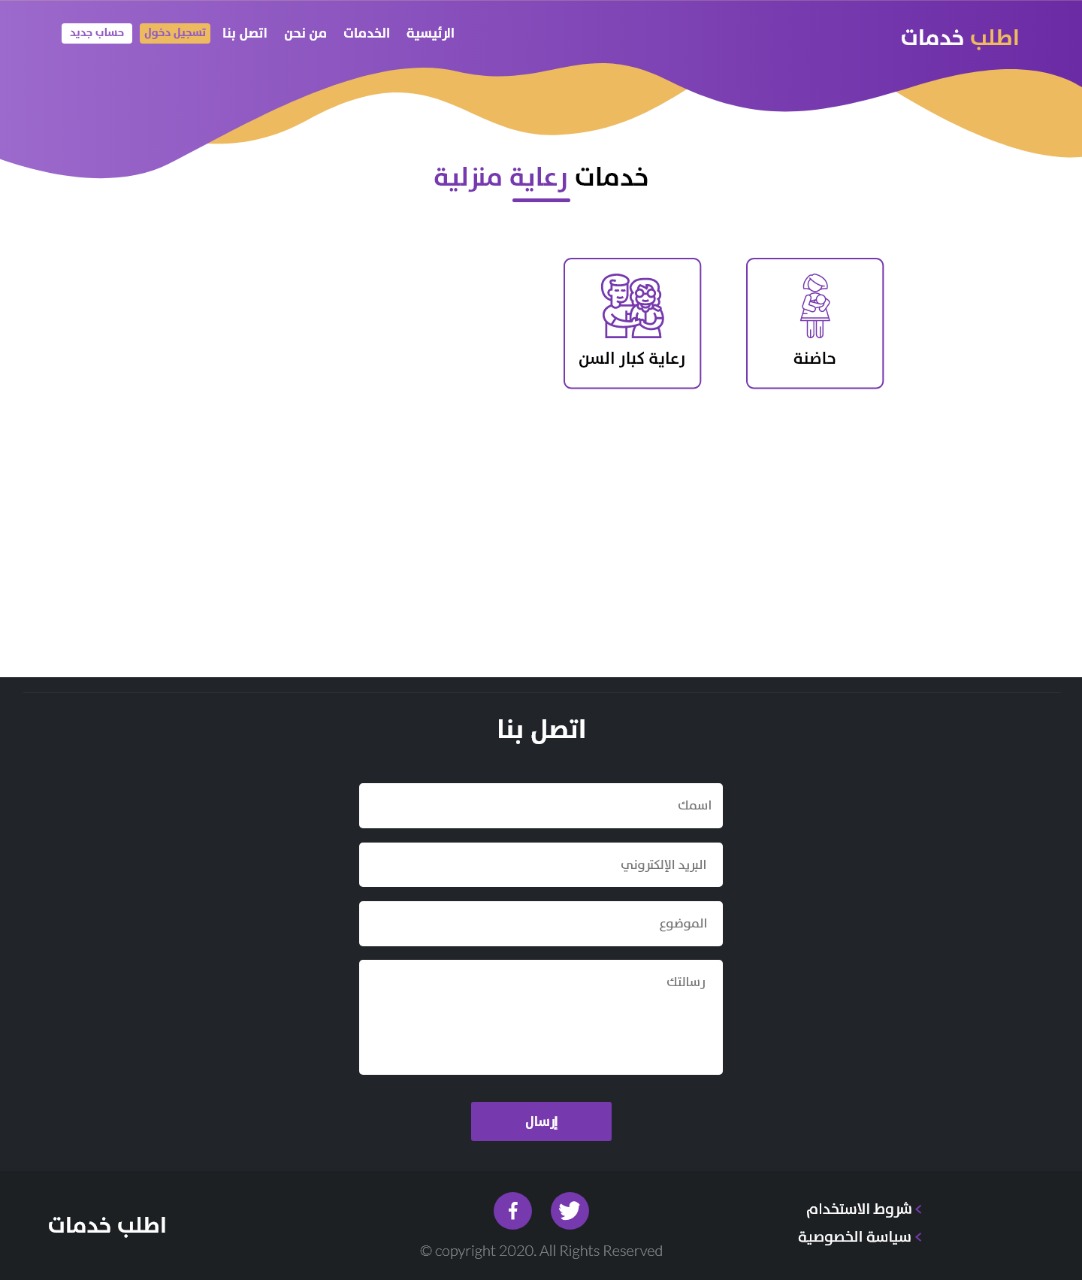 اطلب خدمات
الرئيسية
الخدمات
من نحن
اتصل بنا
تسجيل دخول
حساب جديد
خدمات رعاية منزلية
حاضنة
رعاية كبار السن
اتصل بنا
اسمك
البريد الإلكتروني
الموضوع
رسالتك
إرسال
شروط الاستخدام
سياسة الخصوصية
© copyright 2020. All Rights Reserved
اطلب خدمات